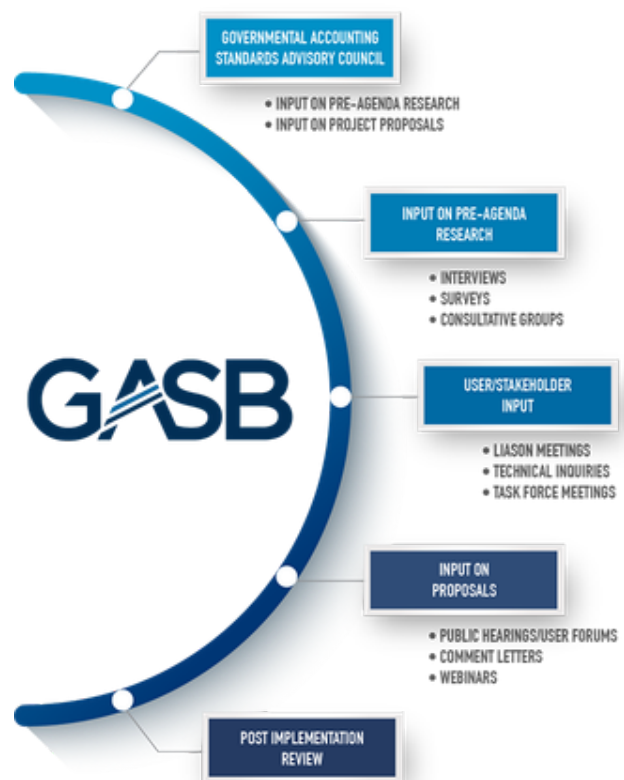 GOVERNMENTAL ACCOUNTING
STANDARDS ADVISORY COUNCIL
• INPUT ON PRE-AGENDA RESEARCH
• INPUT ON PROJECT PROPOSALS
INPUT ON PRE-AGENDA
RESEARCH
• INTERVIEWS
• SURVEYS
• CONSULTATIVE GROUPS
GASB
USER/STAKEHOLDER
INPUT
• LIASON MEETINGS
• TECHNICAL INQUIRIES
• TASK FORCE MEETINGS
INPUT ON
PROPOSALS
• PUBLIC HEARINGS/USER FORUMS
• COMMENT LETTERS
• WEBINARS
POST IMPLEMENTATION
REVIEW